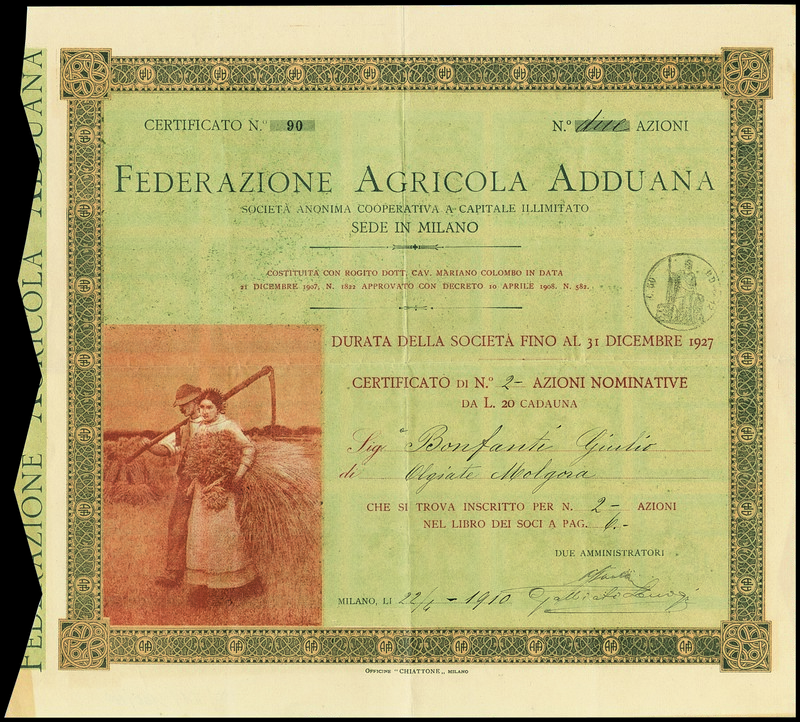 FEDERAZIONE AGRICOLA ADDUANA
CERTIFICATO N.º 90
N.º due AZIONI
FEDERAZIONE AGRICOLA ADDUANA
SOCIETÀ ANONIMA COOPERATIVA A CAPITALE ILLIMITATO
SEDE IN MILANO
COSTITUITA CON ROGITO DOTT. CAV. MARIANO COLOMBO IN DATA
21 DICEMBRE 1907, N. 1822 APPROVATO CON DECRETO 10 APRILE 1908. N. 582.
DURATA DELLA SOCIETÀ FINO AL 31 DICEMBRE 1927
CERTIFICATO DI N.º 2- AZIONI NOMINATIVE
DA L. 20 CADAUNA
Sig. Bonfanti Giulio
di Olgiate Molgora
CHE SI TROVA INSCRITTO PER N. 2- AZIONI
NEL LIBRO DEI SOCI A PAG. 6.-
DUE AMMINISTRATORI
MILANO, LI 22/4 - 1910
OFFICINE "CHIATTONE„ MILANO